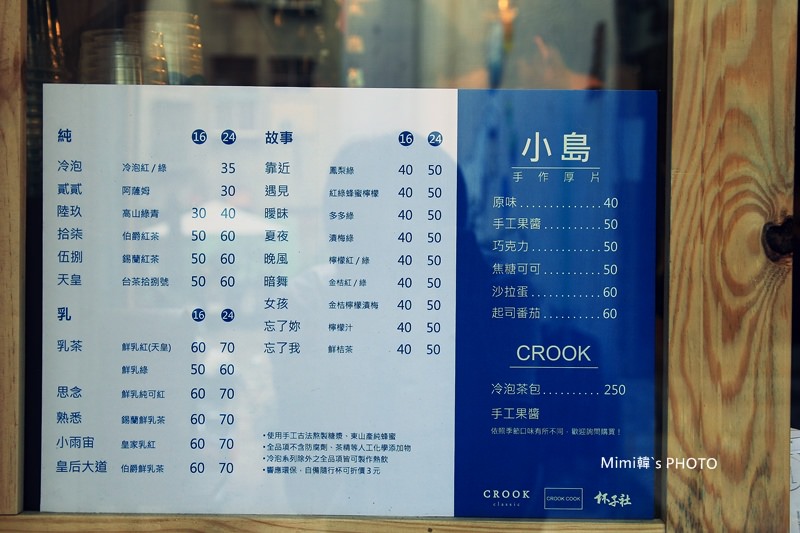 純 16 24
冷泡 冷泡紅/綠 35
貳貳 阿薩姆 30
陸玖 高山綠青 30 40
拾柒 伯爵紅茶 50 60
伍捌 錫蘭紅茶 50 60
天皇 台茶拾捌號 50 60
乳 16 24
乳茶 鮮乳紅(天皇) 60 70
鮮乳綠 50 60
思念 鮮乳純可紅 60 70
熟悉 錫蘭鮮乳茶 60 70
小雨宙 皇家乳紅 60 70
皇后大道 伯爵鮮乳茶 60 70
故事 16 24
靠近 鳳梨綠 40 50
遇見 紅綠蜂蜜檸檬 40 50
曖昧 多多綠 40 50
夏夜 漬梅綠 40 50
晚風 檸檬紅/綠 40 50
暗舞 金桔紅/綠 40 50
女孩 金桔檸檬漬梅 40 50
忘了妳 檸檬汁 40 50
忘了我 鮮桔茶 40 50
•使用手工古法熬製糖漿、東山產純蜂蜜
•全品項不含防腐劑、茶精等人工化學添加物
•冷泡系列除外之全品項皆可製作熱飲
•響應環保，自備隨行杯可折價3元
小島
手作厚片
原味..............40
手工果醬..........50
巧克力............50
焦糖可可..........50
沙拉蛋............60
起司番茄..........60
CROOK
冷泡茶包..........250
手工果醬
依照季節口味有所不同、歡迎詢問購買！
Mimi韓`s PHOTO
CROOK
classic
CROOK COOK
杯子社